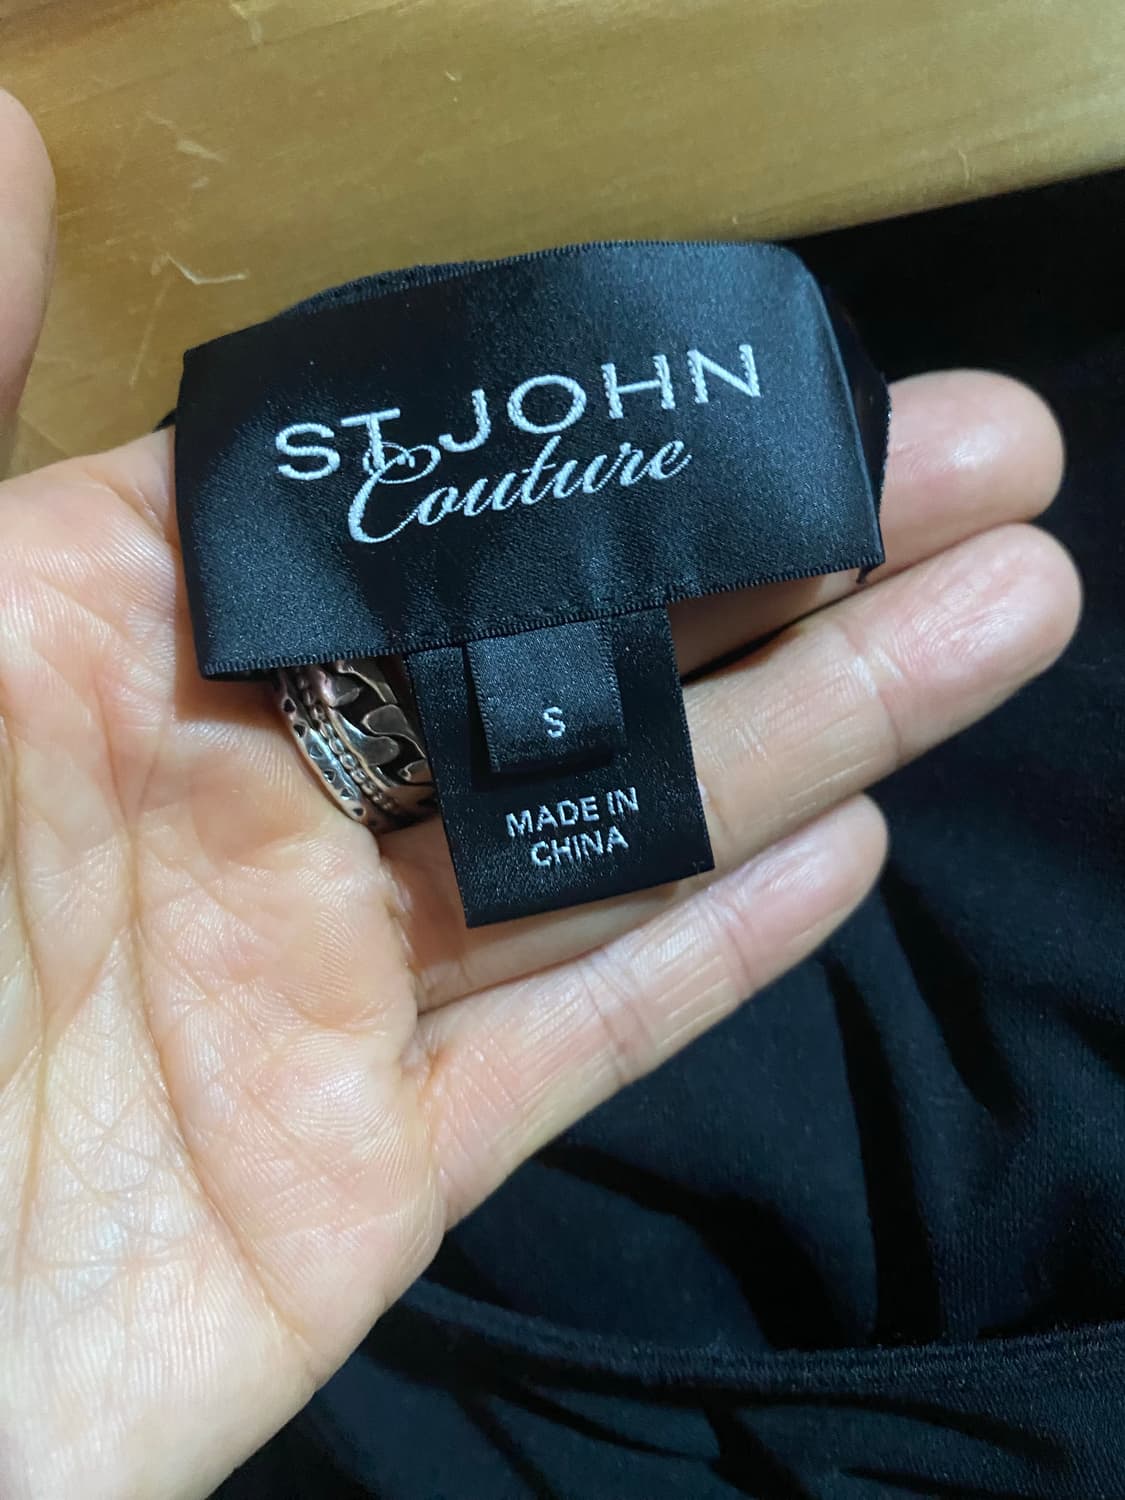 ST. JOHN
Couture
S
MADE IN
CHINA